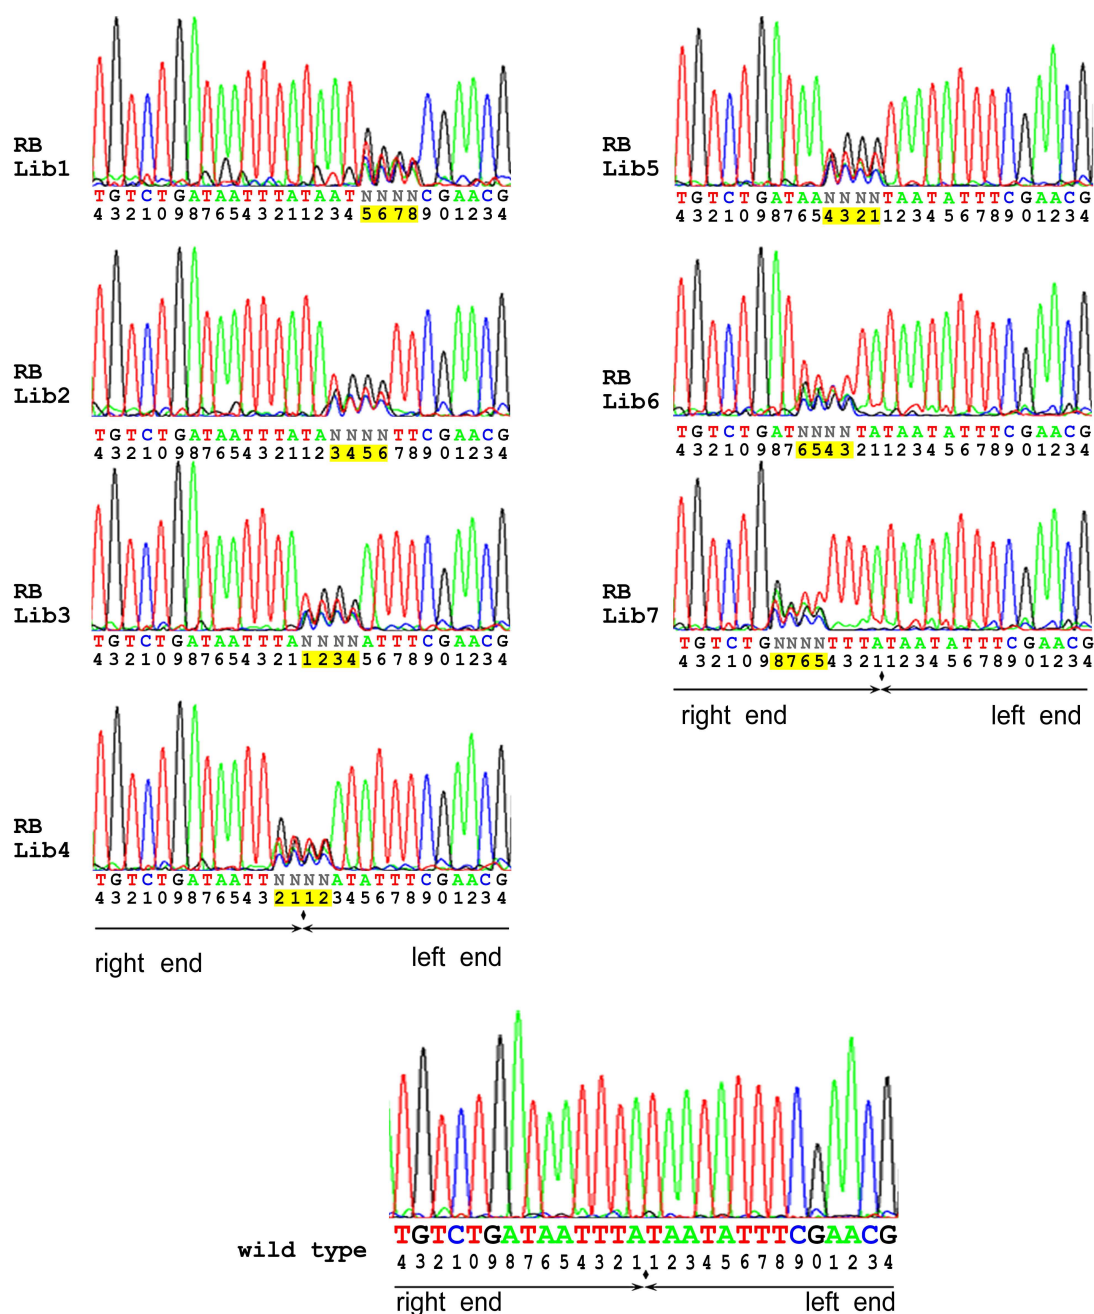 RB
Lib1
TGTCTGATAATTTATAATNNNNCGAACG
4321098765432112345678901234
RB
Lib2
TGTCTGATAATTTATANNNNTTCGAACG
4321098765432112345678901234
RB
Lib3
TGTCTGATAATTTANNNNATTTCGAACG
4321098765432112345678901234
RB
Lib4
TGTCTGATAATTNNNNATATTTCGAACG
4321098765432112345678901234
right end left end
RB
Lib5
TGTCTGATAANNNNTAATATTTCGAACG
4321098765432112345678901234
RB
Lib6
TGTCTGATNNNNTATAATATTTCGAACG
4321098765432112345678901234
RB
Lib7
TGTCTGNNNNTTTATAATATTTCGAACG
4321098765432112345678901234
right end left end
wild type
TGTCTGATAATTTATAATATTTCGAACG
4321098765432112345678901234
right end left end